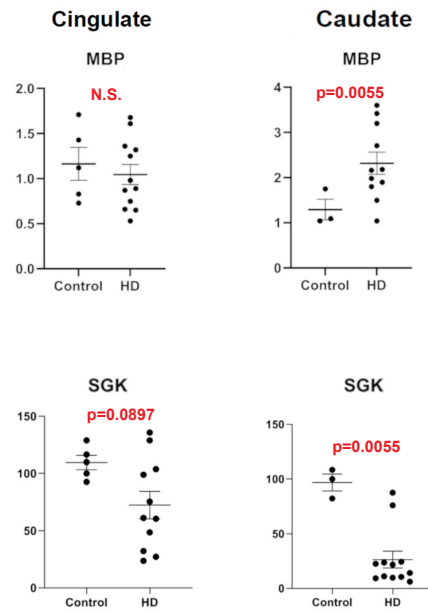 Cingulate
Caudate
MBP
N.S.
2.0
1.5
1.0
0.5
0.0
Control HD
MBP
p=0.0055
4
3
2
1
0
Control HD
SGK
p=0.0897
150
100
50
0
Control HD
SGK
p=0.0055
150
100
50
0
Control HD